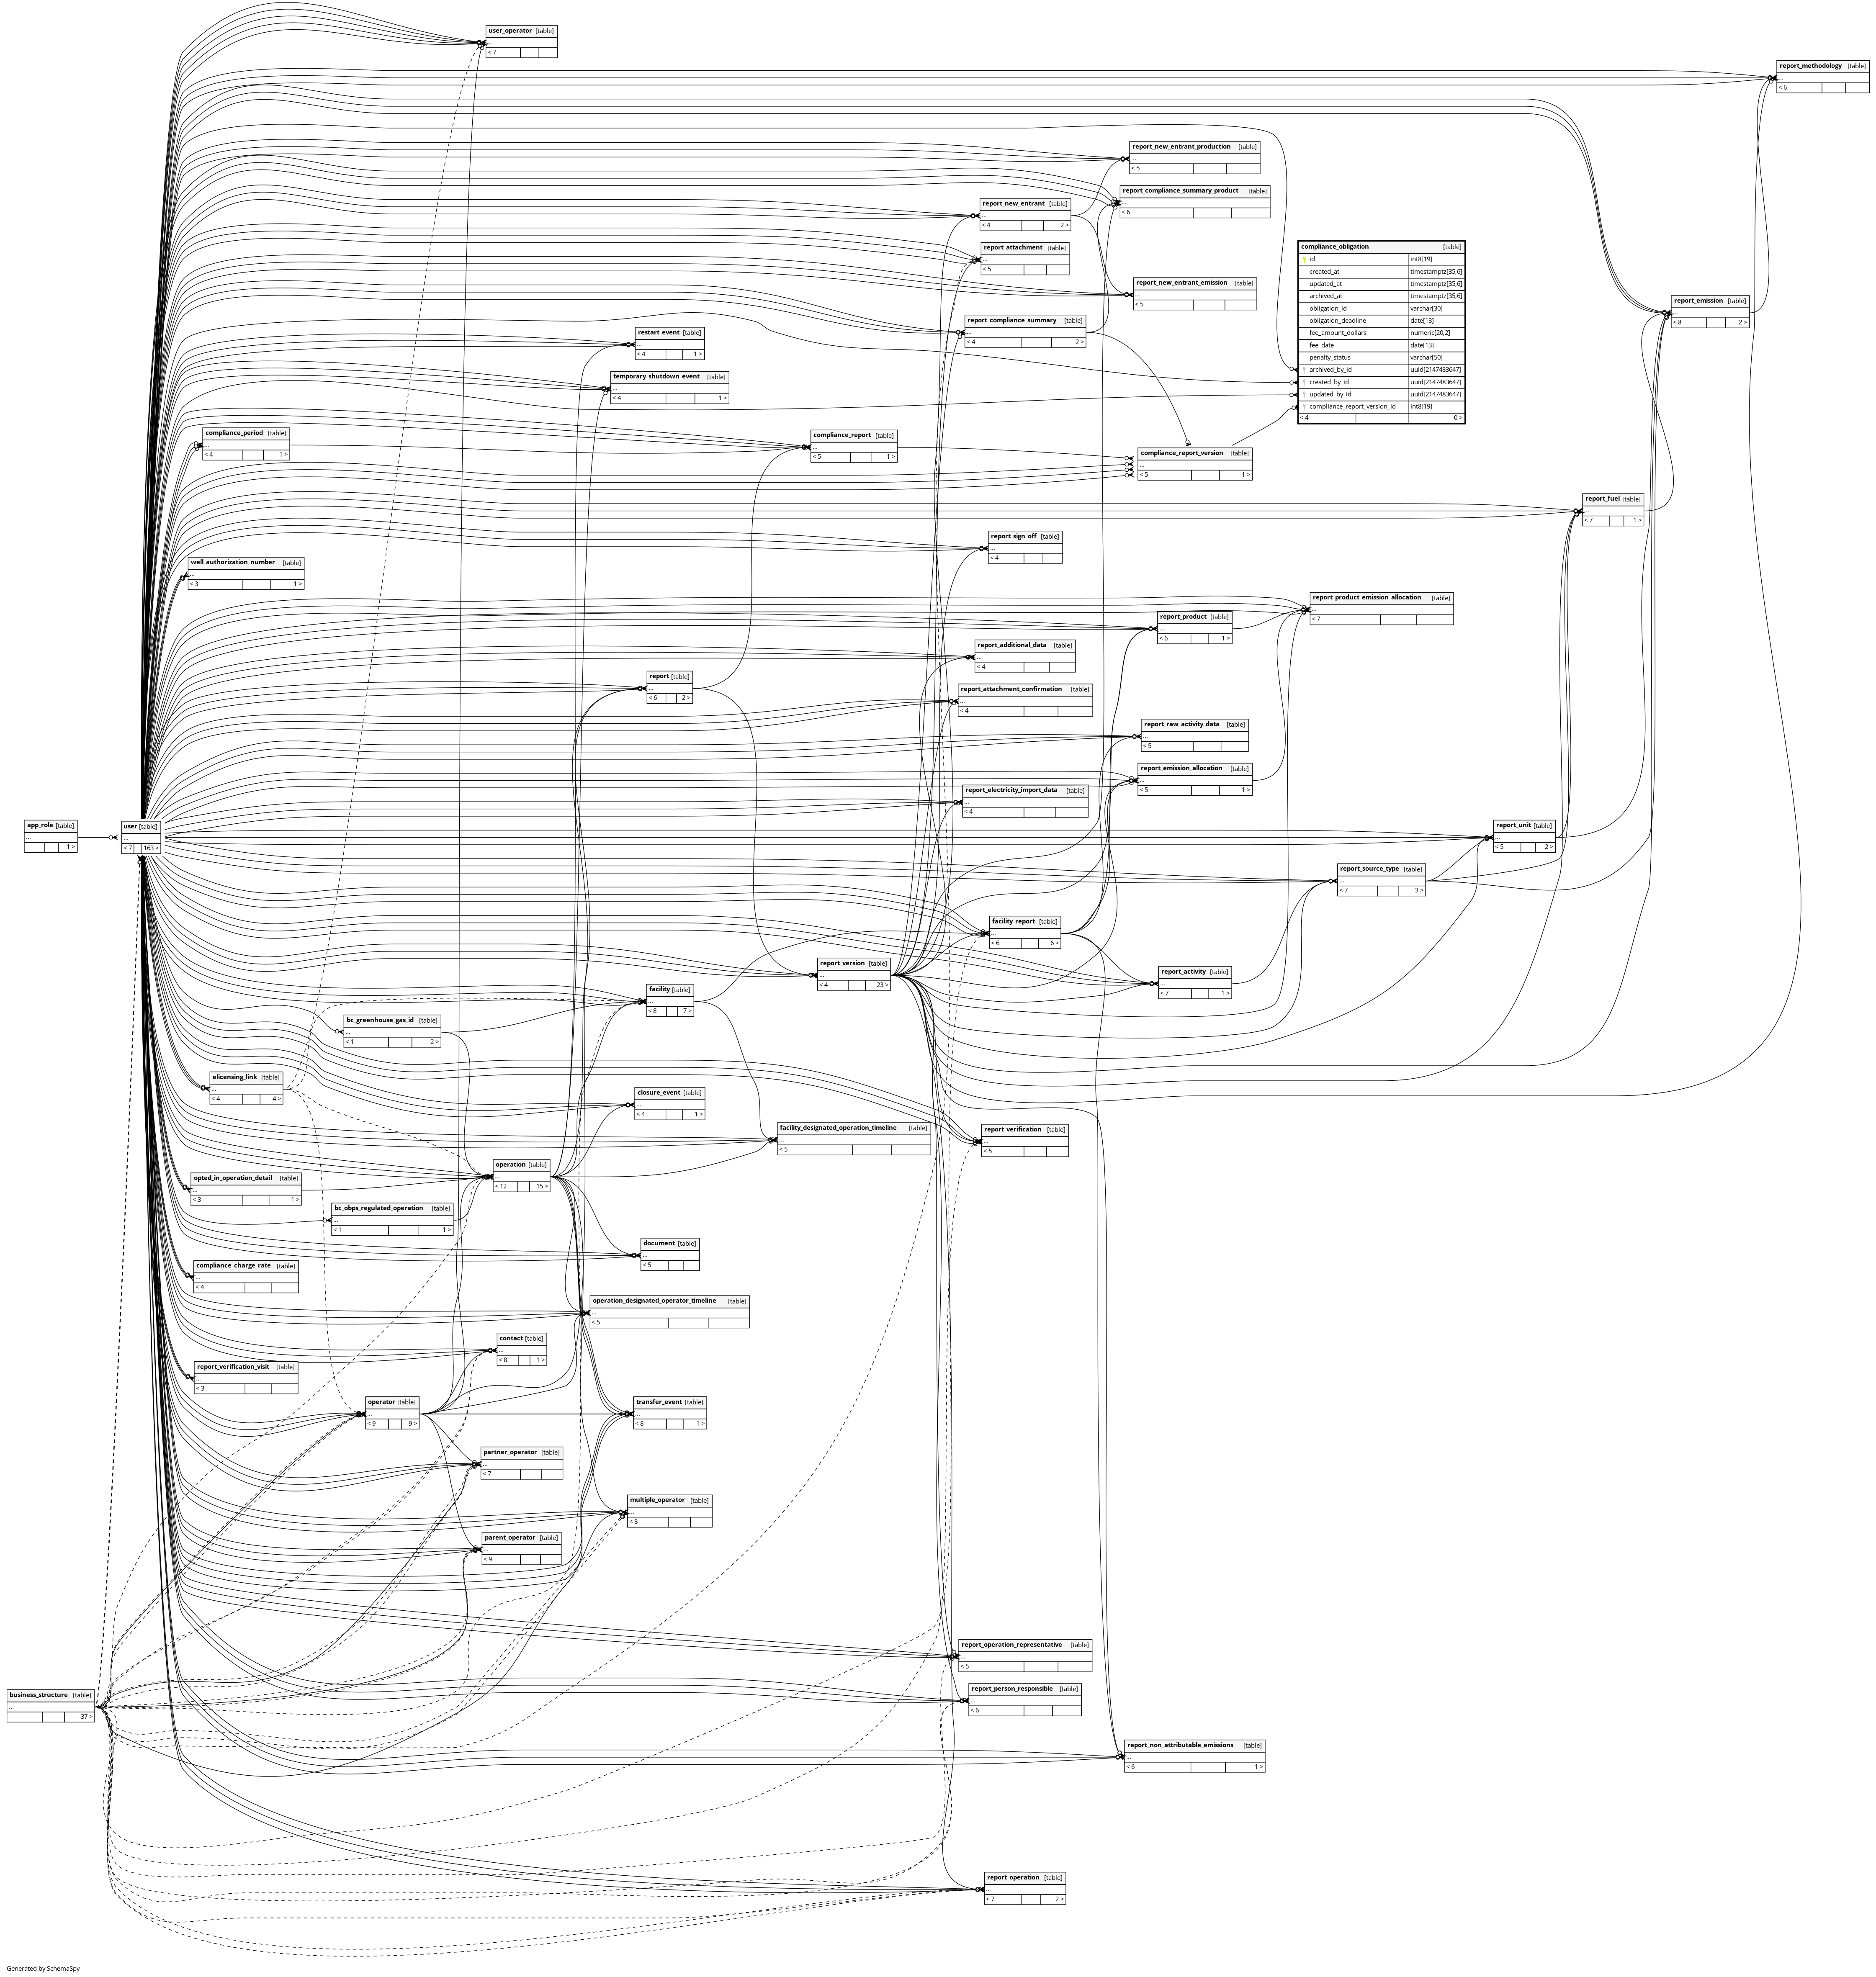 user_operator [table]
...
< 7
report_methodology [table]
...
< 6
report_new_entrant_production [table]
...
< 5
report_compliance_summary_product [table]
...
< 6
report_new_entrant [table]
...
< 4 2 >
report_attachment [table]
...
< 5
compliance_obligation [table]
id int8[19]
created_at timestamptz[35,6]
updated_at timestamptz[35,6]
archived_at timestamptz[35,6]
obligation_id varchar[30]
obligation_deadline date[13]
fee_amount_dollars numeric[20,2]
fee_date date[13]
penalty_status varchar[50]
archived_by_id uuid[2147483647]
created_by_id uuid[2147483647]
updated_by_id uuid[2147483647]
compliance_report_version_id int8[19]
< 4 0 >
report_new_entrant_emission [table]
...
< 5
report_emission [table]
...
< 8 2 >
report_compliance_summary [table]
...
< 4 2 >
restart_event [table]
...
< 4 1 >
temporary_shutdown_event [table]
...
< 4 1 >
compliance_period [table]
...
< 4 1 >
compliance_report [table]
...
< 5 1 >
compliance_report_version [table]
...
< 5 1 >
report_fuel [table]
...
< 7 1 >
report_sign_off [table]
...
< 4
well_authorization_number [table]
...
< 3 1 >
report_product_emission_allocation [table]
...
< 7
report_product [table]
...
< 6 1 >
report_additional_data [table]
...
< 4
report [table]
...
< 6 2 >
report_attachment_confirmation [table]
...
< 4
report_raw_activity_data [table]
...
< 5
report_emission_allocation [table]
...
< 5 1 >
report_electricity_import_data [table]
...
< 4
app_role [table]
...
1 >
user [table]
...
< 7 163 >
report_unit [table]
...
< 5 2 >
report_source_type [table]
...
< 7 3 >
facility_report [table]
...
< 6 6 >
report_version [table]
...
< 4 23 >
report_activity [table]
...
< 7 1 >
facility [table]
...
< 8 7 >
bc_greenhouse_gas_id [table]
...
< 1 2 >
elicensing_link [table]
...
< 4 4 >
closure_event [table]
...
< 4 1 >
facility_designated_operation_timeline [table]
...
< 5
report_verification [table]
...
< 5
operation [table]
...
< 12 15 >
opted_in_operation_detail [table]
...
< 3 1 >
bc_obps_regulated_operation [table]
...
< 1 1 >
document [table]
...
< 5
compliance_charge_rate [table]
...
< 4
operation_designated_operator_timeline [table]
...
< 5
contact [table]
...
< 8 1 >
report_verification_visit [table]
...
< 3
operator [table]
...
< 9 9 >
transfer_event [table]
...
< 8 1 >
partner_operator [table]
...
< 7
multiple_operator [table]
...
< 8
parent_operator [table]
...
< 9
report_operation_representative [table]
...
< 5
report_person_responsible [table]
...
< 6
business_structure [table]
...
37 >
report_non_attributable_emissions [table]
...
< 6 1 >
report_operation [table]
...
< 7 2 >
Generated by SchemaSpy